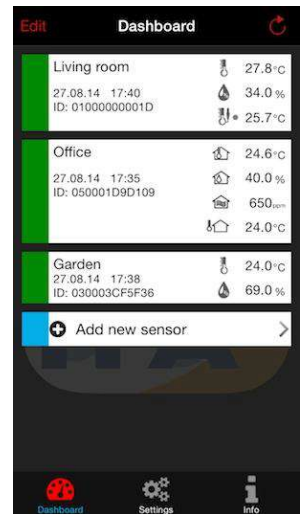 Edit Dashboard
Living room 27.8°C
27.08.14 17:40 34.0 %
ID: 01000000001D
25.7°C
Office 24.6°C
27.08.14 17:35 40.0 %
ID: 050001D9D109
650ppm
24.0°C
Garden 24.0°C
27.08.14 17:38
ID: 030003CF5F36 69.0 %
Add new sensor
Dashboard Settings Info